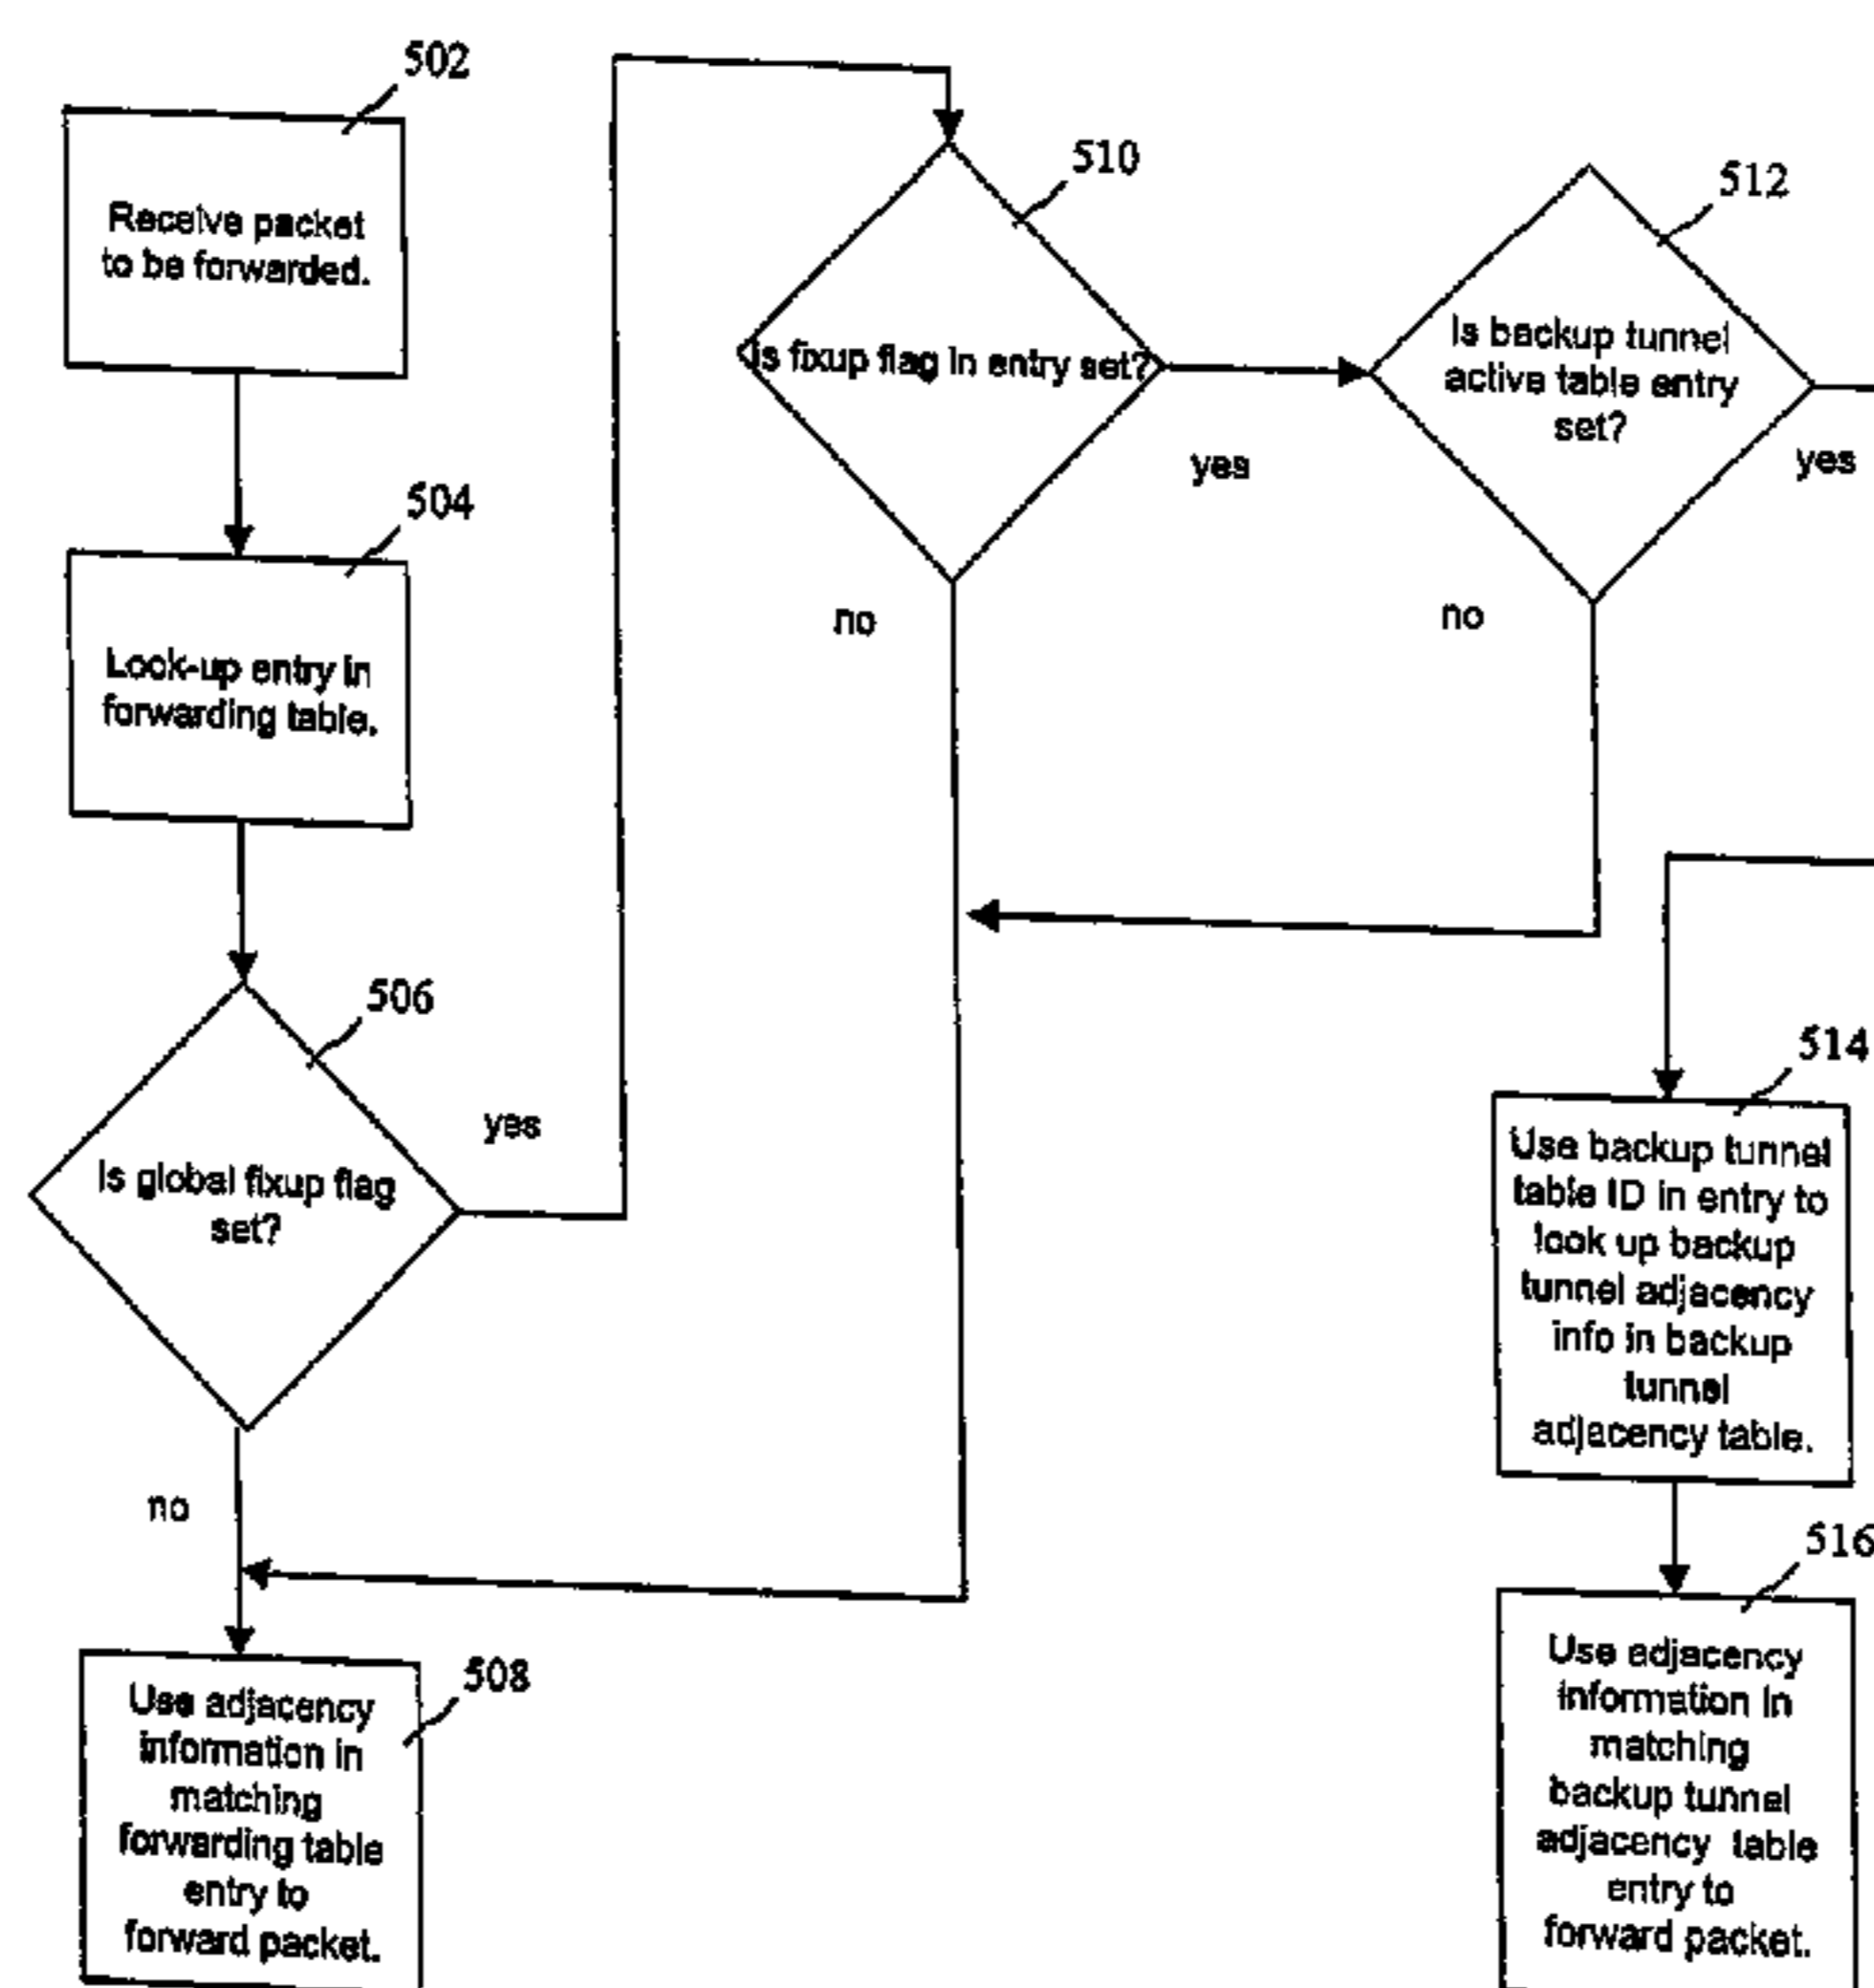 502
Receive packet
to be forwarded.
504
Look-up entry in
forwarding table.
506
Is global fixup flag
set?
yes
no
508
Use adjacency
information in
matching
forwarding table
entry to
forward packet.
510
Is fixup flag in entry set?
yes
no
512
Is backup tunnel
active table entry
set?
yes
no
514
Use backup tunnel
table ID in entry to
look up backup
tunnel adjacency
info in backup
tunnel
adjacency table.
516
Use adjacency
information in
matching
backup tunnel
adjacency table
entry to
forward packet.